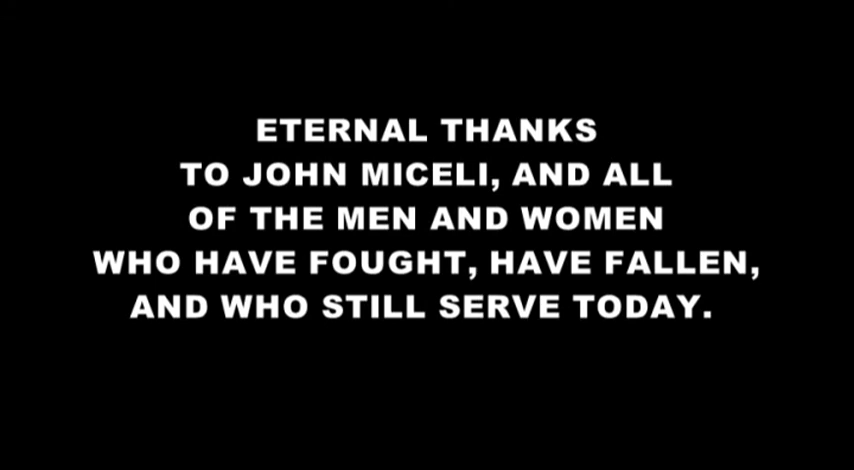 ETERNAL THANKS
TO JOHN MICELI, AND ALL
OF THE MEN AND WOMEN
WHO HAVE FOUGHT, HAVE FALLEN,
AND WHO STILL SERVE TODAY.